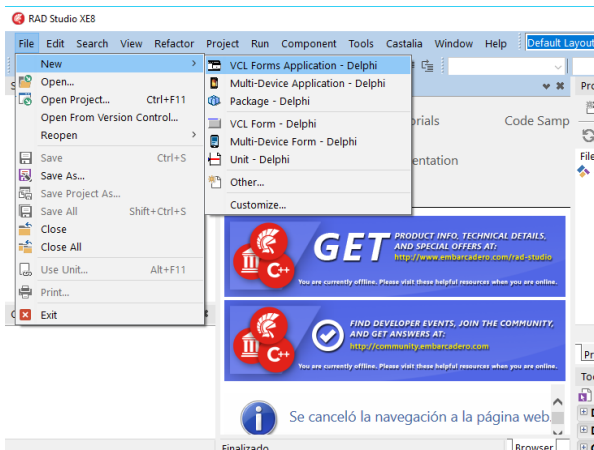 RAD Studio XE8
File Edit Search View Refactor Project Run Component Tools Castalia Window Help Default Layout
New
Open...
Open Project... Ctrl+F11
Open From Version Control...
Reopen
Save Ctrl+S
Save As...
Save Project As...
Save All Shift+Ctrl+S
Close
Close All
Use Unit... Alt+F11
Print...
Exit
VCL Forms Application - Delphi
Multi-Device Application - Delphi
Package - Delphi
VCL Form - Delphi
Multi-Device Form - Delphi
Unit - Delphi
Other...
Customize...
orials Code Samp
entation
GET PRODUCT INFO, TECHNICAL DETAILS,
AND SPECIAL OFFERS AT:
http://www.embarcadero.com/rad-studio
You are currently offline. Please visit these helpful resources when you are online.
C++
FIND DEVELOPER EVENTS, JOIN THE COMMUNITY,
AND GET ANSWERS AT:
http://community.embarcadero.com
You are currently offline. Please visit these helpful resources when you are online.
C++
Se canceló la navegación a la página web.
Finalizado
Browser
Pro
File
Pr
Too